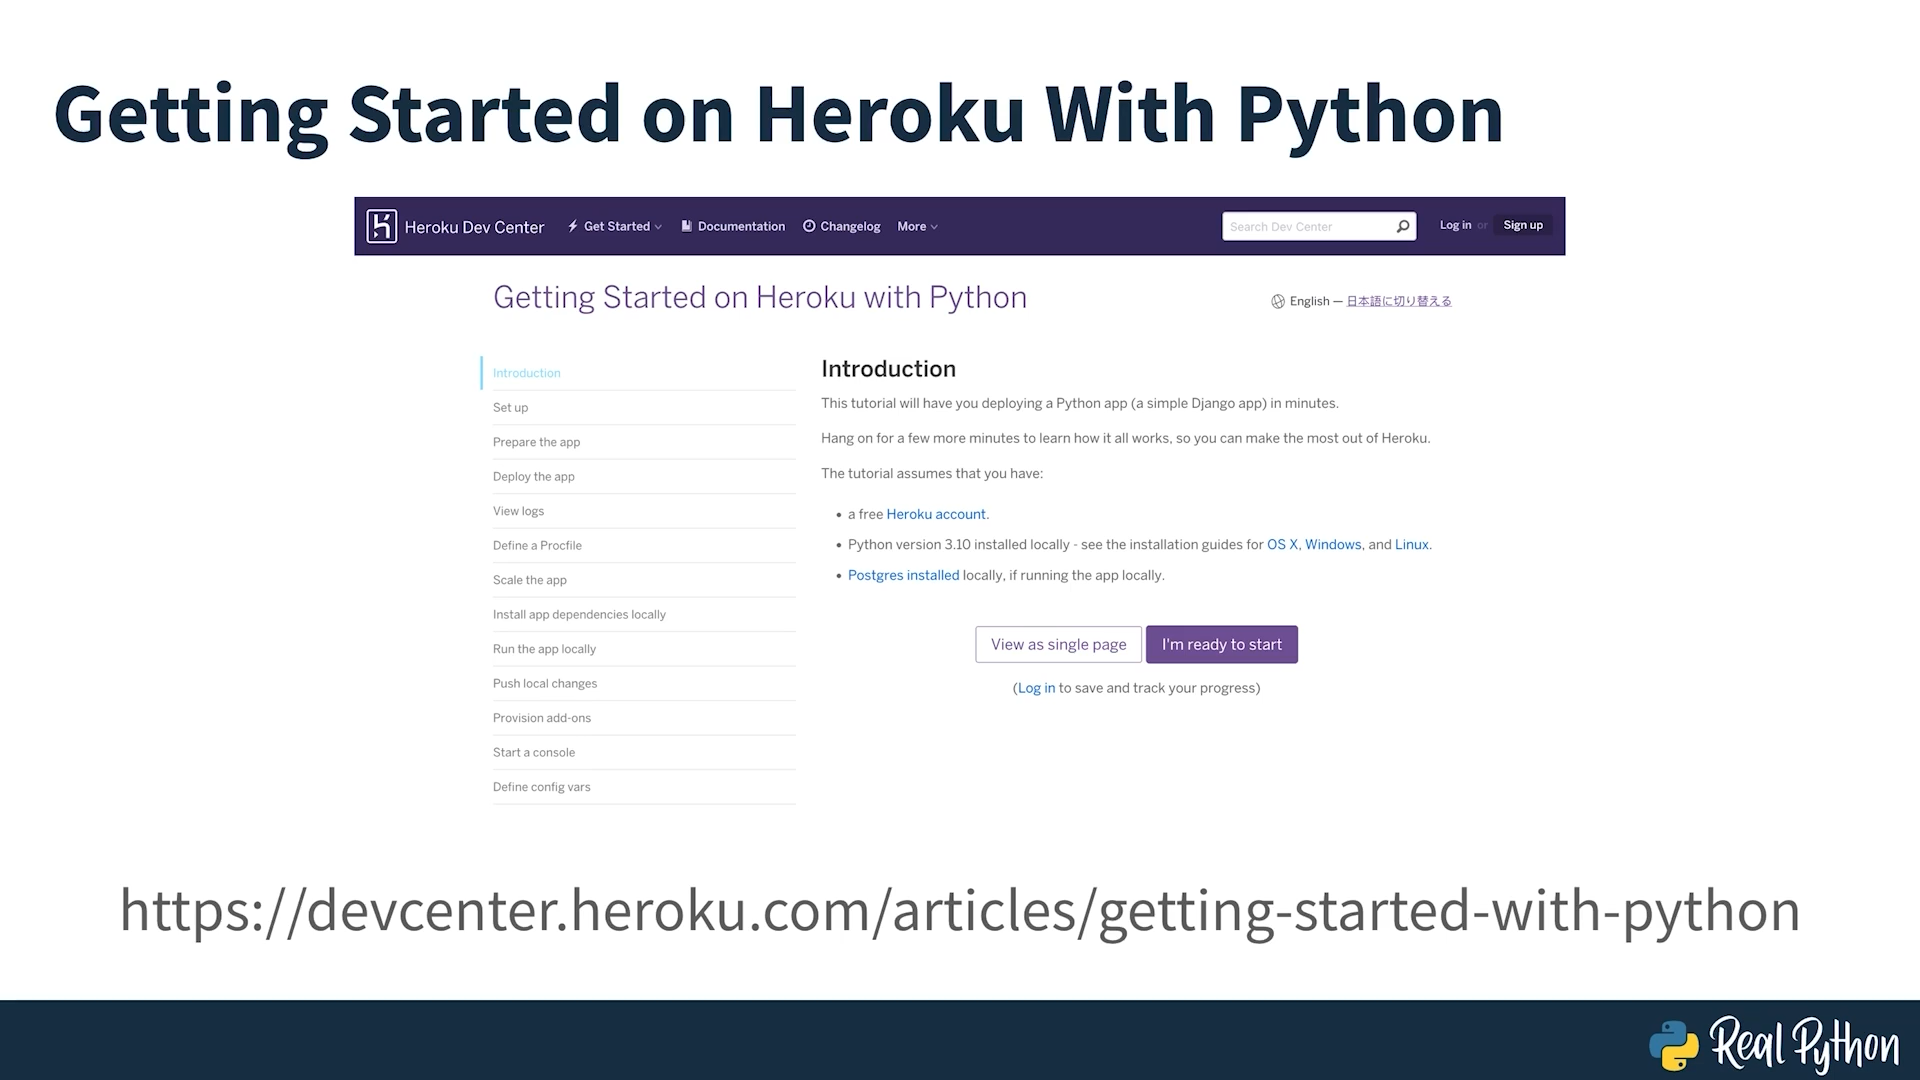 Getting Started on Heroku With Python
Heroku Dev Center
Get Started
Documentation
Changelog
More
Search Dev Center
Log in or Sign up
Getting Started on Heroku with Python
English — 日本語に切り替える
Introduction
Set up
Prepare the app
Deploy the app
View logs
Define a Procfile
Scale the app
Install app dependencies locally
Run the app locally
Push local changes
Provision add-ons
Start a console
Define config vars
Introduction
This tutorial will have you deploying a Python app (a simple Django app) in minutes.
Hang on for a few more minutes to learn how it all works, so you can make the most out of Heroku.
The tutorial assumes that you have:
• a free Heroku account.
• Python version 3.10 installed locally - see the installation guides for OS X, Windows, and Linux.
• Postgres installed locally, if running the app locally.
View as single page
I'm ready to start
(Log in to save and track your progress)
https://devcenter.heroku.com/articles/getting-started-with-python
Real Python